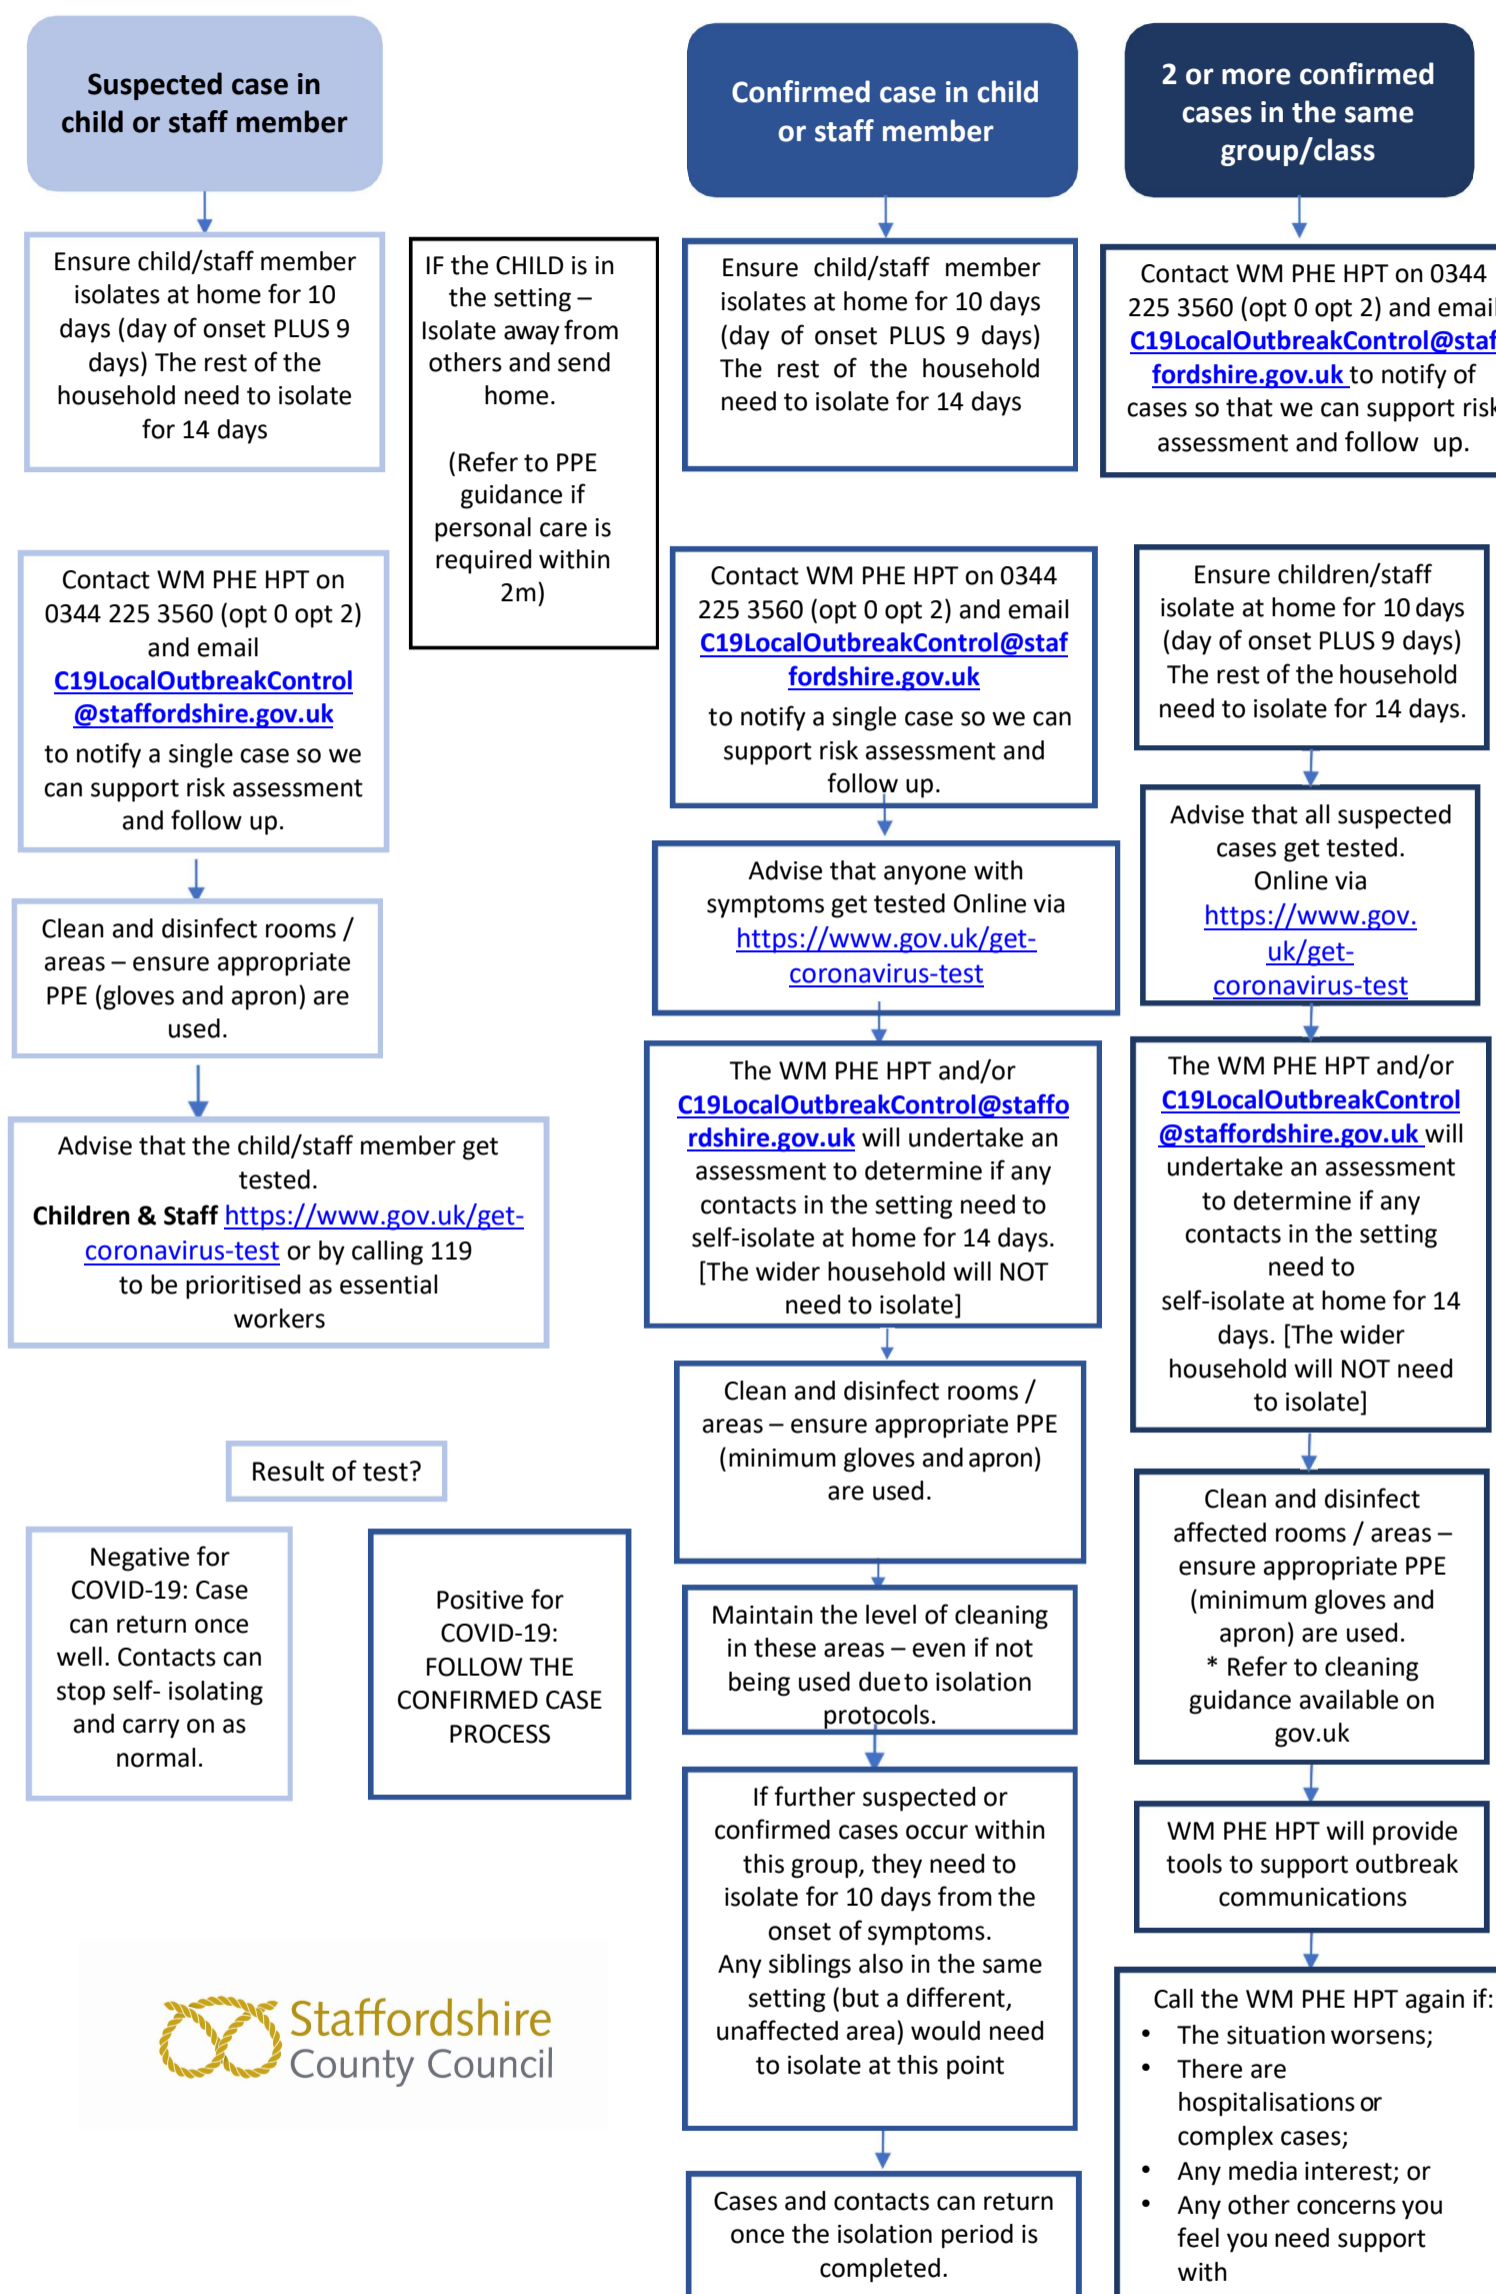 Suspected case in
child or staff member
Ensure child/staff member
isolates at home for 10
days (day of onset PLUS 9
days) The rest of the
household need to isolate
for 14 days
IF the CHILD is in
the setting –
Isolate away from
others and send
home.
(Refer to PPE
guidance if
personal care is
required within
2m)
Contact WM PHE HPT on
0344 225 3560 (opt 0 opt 2)
and email
C19LocalOutbreakControl
@staffordshire.gov.uk
to notify a single case so we
can support risk assessment
and follow up.
Clean and disinfect rooms /
areas – ensure appropriate
PPE (gloves and apron) are
used.
Advise that the child/staff member get
tested.
Children & Staff https://www.gov.uk/get-
coronavirus-test or by calling 119
to be prioritised as essential
workers
Result of test?
Negative for
COVID-19: Case
can return once
well. Contacts can
stop self- isolating
and carry on as
normal.
Positive for
COVID-19:
FOLLOW THE
CONFIRMED CASE
PROCESS
Staffordshire
County Council
Confirmed case in child
or staff member
Ensure child/staff member
isolates at home for 10 days
(day of onset PLUS 9 days)
The rest of the household
need to isolate for 14 days
Contact WM PHE HPT on 0344
225 3560 (opt 0 opt 2) and email
C19LocalOutbreakControl@staf
fordshire.gov.uk
to notify a single case so we can
support risk assessment and
follow up.
Advise that anyone with
symptoms get tested Online via
https://www.gov.uk/get-
coronavirus-test
The WM PHE HPT and/or
C19LocalOutbreakControl@staffo
rdshire.gov.uk will undertake an
assessment to determine if any
contacts in the setting need to
self-isolate at home for 14 days.
[The wider household will NOT
need to isolate]
Clean and disinfect rooms /
areas – ensure appropriate PPE
(minimum gloves and apron)
are used.
Maintain the level of cleaning
in these areas – even if not
being used due to isolation
protocols.
If further suspected or
confirmed cases occur within
this group, they need to
isolate for 10 days from the
onset of symptoms.
Any siblings also in the same
setting (but a different,
unaffected area) would need
to isolate at this point
Cases and contacts can return
once the isolation period is
completed.
2 or more confirmed
cases in the same
group/class
Contact WM PHE HPT on 0344
225 3560 (opt 0 opt 2) and email
C19LocalOutbreakControl@staf
fordshire.gov.uk to notify of
cases so that we can support risk
assessment and follow up.
Ensure children/staff
isolate at home for 10 days
(day of onset PLUS 9 days)
The rest of the household
need to isolate for 14 days.
Advise that all suspected
cases get tested.
Online via
https://www.gov.
uk/get-
coronavirus-test
The WM PHE HPT and/or
C19LocalOutbreakControl
@staffordshire.gov.uk will
undertake an assessment
to determine if any
contacts in the setting
need to
self-isolate at home for 14
days. [The wider
household will NOT need
to isolate]
Clean and disinfect
affected rooms / areas –
ensure appropriate PPE
(minimum gloves and
apron) are used.
* Refer to cleaning
guidance available on
gov.uk
WM PHE HPT will provide
tools to support outbreak
communications
Call the WM PHE HPT again if:
• The situation worsens;
• There are
hospitalisations or
complex cases;
• Any media interest; or
• Any other concerns you
feel you need support
with